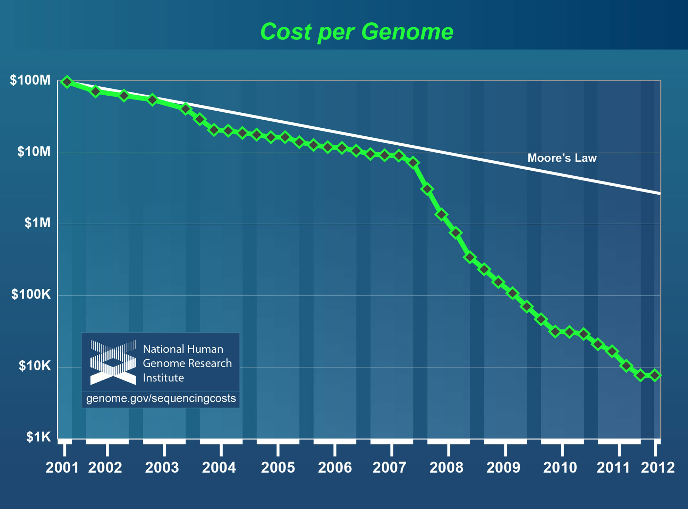 Cost per Genome
$100M
$10M
$1M
$100K
$10K
$1K
Moore's Law
National Human
Genome Research
Institute
genome.gov/sequencingcosts
2001 2002 2003 2004 2005 2006 2007 2008 2009 2010 2011 2012